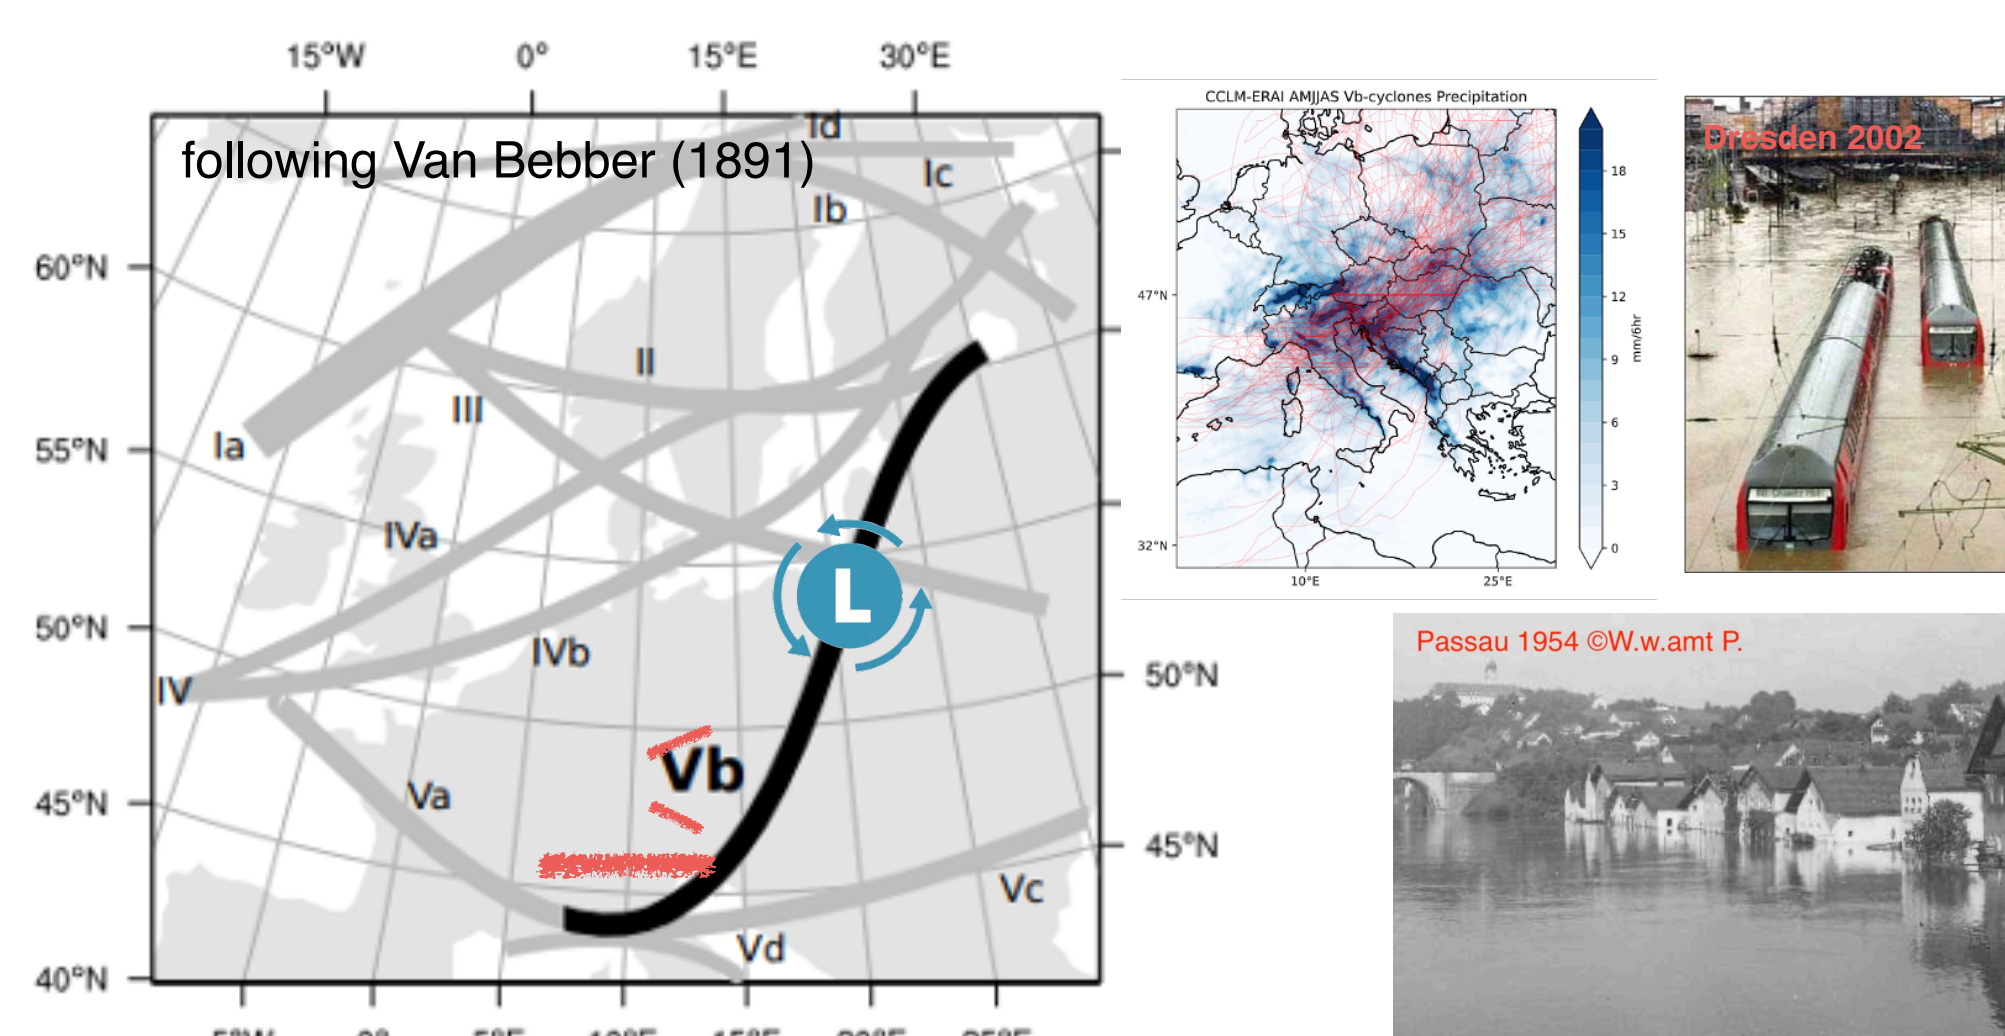 15°W 0° 15°E 30°E
following Van Bebber (1891)
Id
Ic
Ib
60°N
II
III
Ia
55°N
IVa
50°N
IVb
IV
L
50°N
Vb
45°N
Va
45°N
Vc
Vd
40°N
CCLM-ERAI AMJJAS Vb-cyclones Precipitation
47°N
32°N
10°E 25°E
18
15
12
9
6
3
0
mm/6hr
Dresden 2002
Passau 1954 ©W.w.amt P.